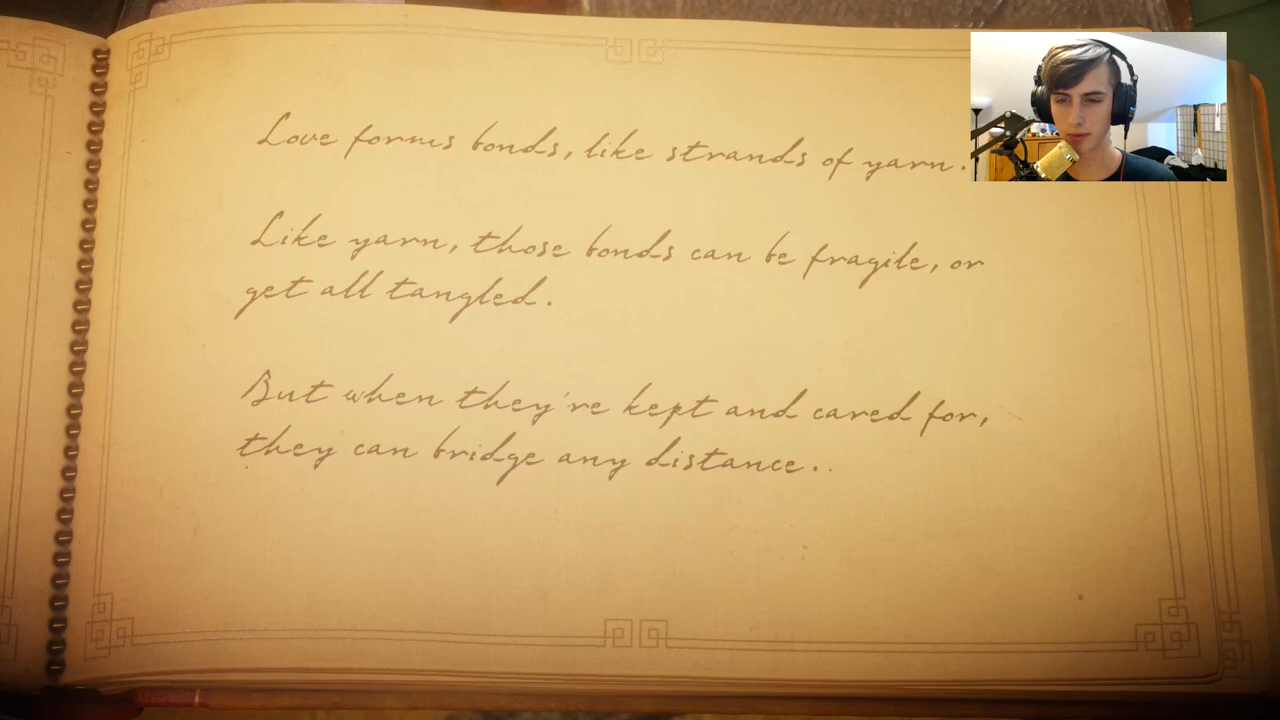 Love forms bonds, like strands of yarn.
Like yarn, those bonds can be fragile, or
get all tangled.
But when they're kept and cared for,
they can bridge any distance..